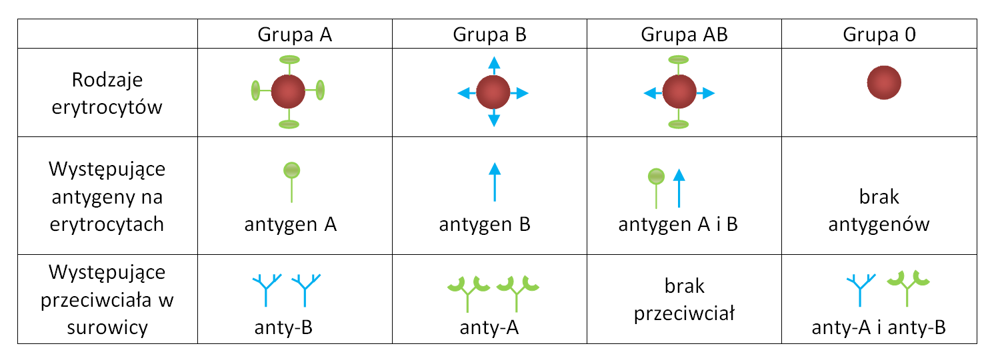 Grupa A
Grupa B
Grupa AB
Grupa 0
Rodzaje
erytrocytów
Występujące
antygeny na
erytrocytach
antygen A
antygen B
antygen A i B
brak
antygenów
Występujące
przeciwciała w
surowicy
anty-B
anty-A
brak
przeciwciał
anty-A i anty-B